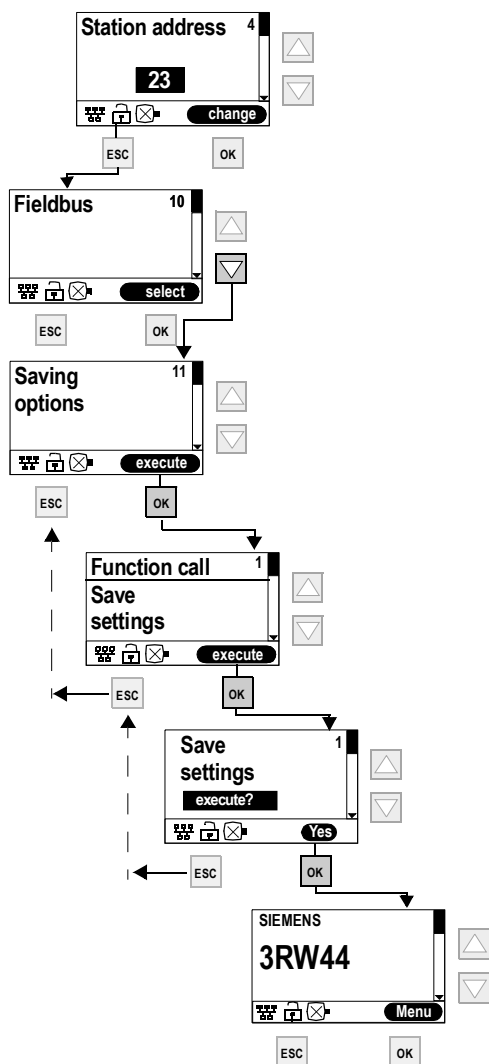 Station address 4
23
change
ESC OK
Fieldbus 10
select
ESC OK
Saving 11
options
execute
ESC OK
Function call 1
Save
settings
execute
ESC OK
Save 1
settings
execute?
Yes
ESC OK
SIEMENS
3RW44
Menu
ESC OK